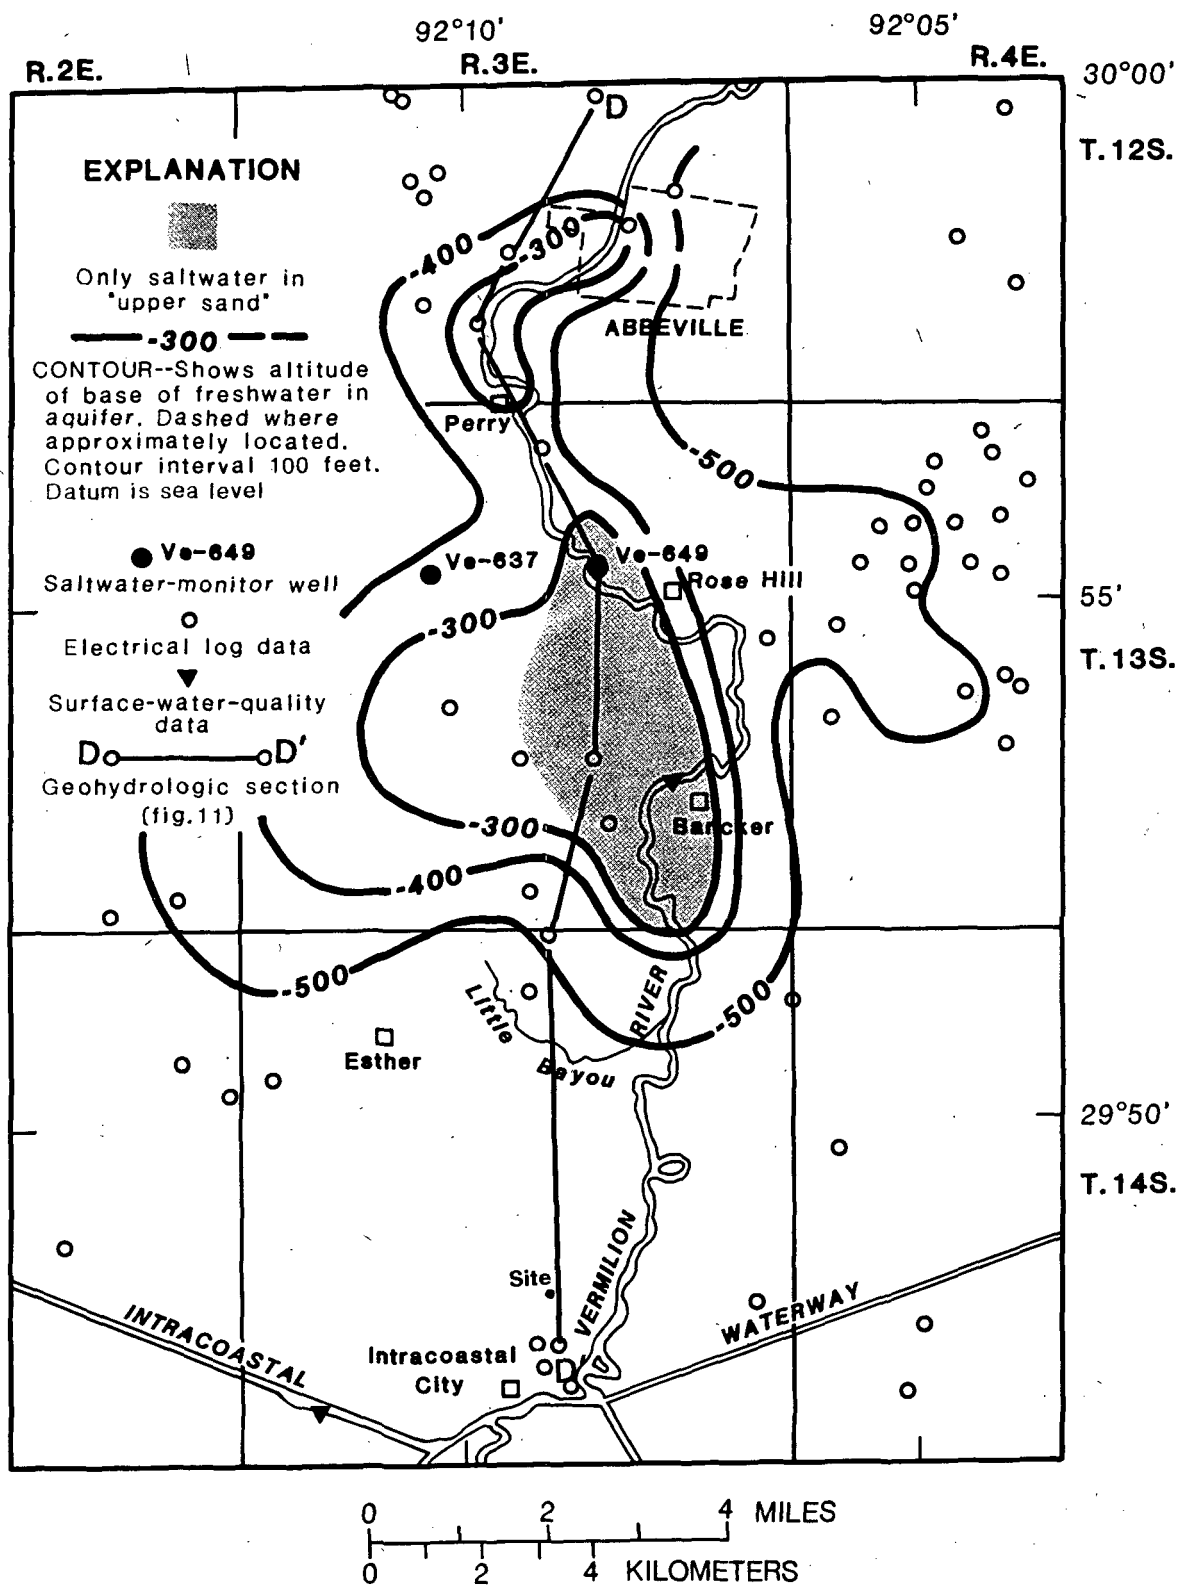 92°10'
92°05'
R.2E.
R.3E.
R.4E.
30°00'
D
T.12S.
EXPLANATION
Only saltwater in
"upper sand"
-300
CONTOUR--Shows altitude
of base of freshwater in
aquifer. Dashed where
approximately located.
Contour interval 100 feet.
Datum is sea level
Ve-649
Saltwater-monitor well
Electrical log data
Surface-water-quality
data
D D'
Geohydrologic section
(fig.11)
-400
-300
ABBEVILLE
Perry
-500
Ve-637
Ve-649
Rose Hill
55'
-300
T.13S.
Bancker
-300
-400
-500
-500
Little
Bayou
RIVER
Esther
29°50'
T.14S.
Site
VERMILION
INTRACOASTAL
WATERWAY
Intracoastal
City
D'
0 2 4 MILES
0 2 4 KILOMETERS